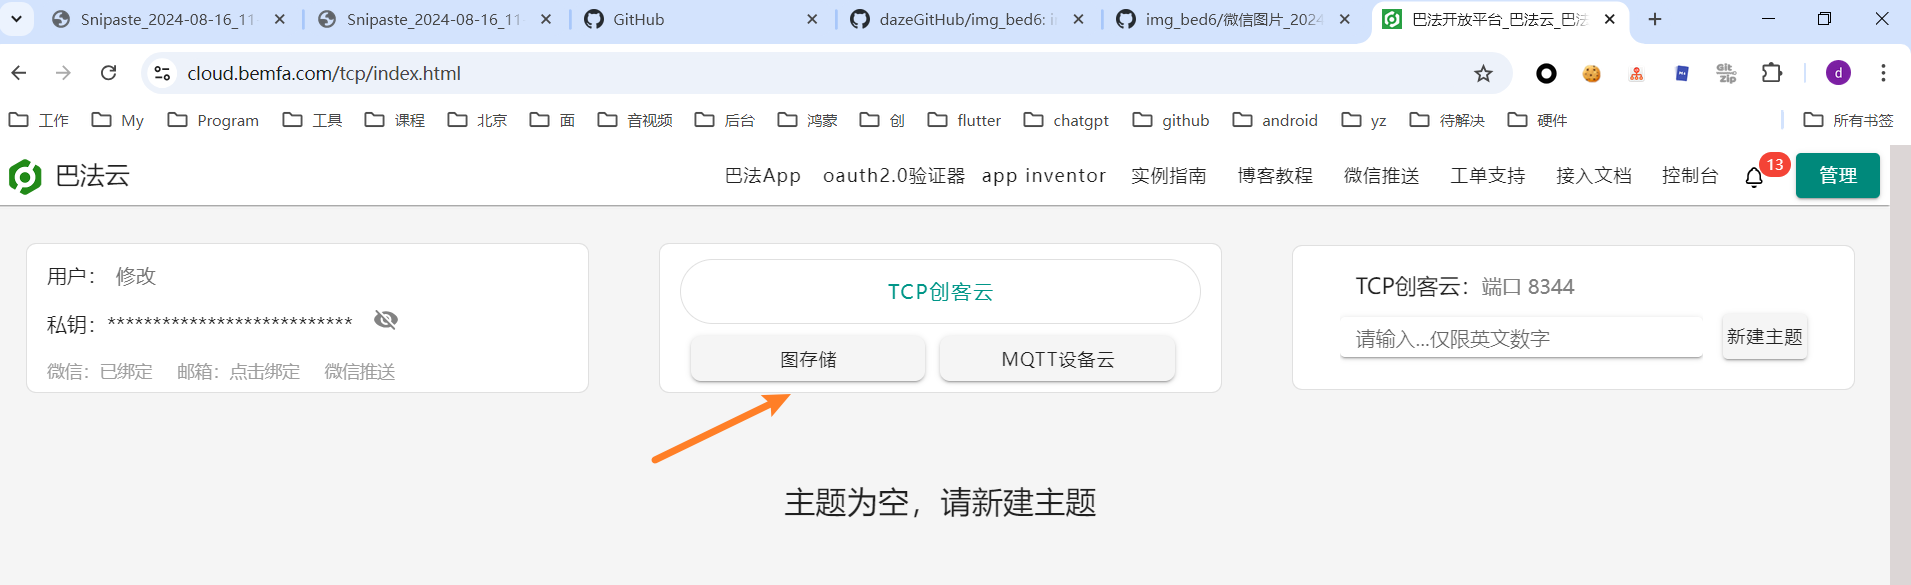 Snipaste_2024-08-16_11
Snipaste_2024-08-16_11
GitHub
dazeGitHub/img_bed6: i
img_bed6/微信图片_2024
巴法开放平台_巴法云_巴法
cloud.bemfa.com/tcp/index.html
Git Zip
d
工作 My Program 工具 课程 北京 面 音视频 后台 鸿蒙 创 flutter chatgpt github android yz 待解决 硬件 所有书签
巴法云
巴法App oauth2.0验证器 app inventor 实例指南 博客教程 微信推送 工单支持 接入文档 控制台 13 管理
用户： 修改
私钥：***************************
微信：已绑定 邮箱：点击绑定 微信推送
TCP创客云
图存储 MQTT设备云
TCP创客云：端口 8344
请输入...仅限英文数字 新建主题
主题为空，请新建主题